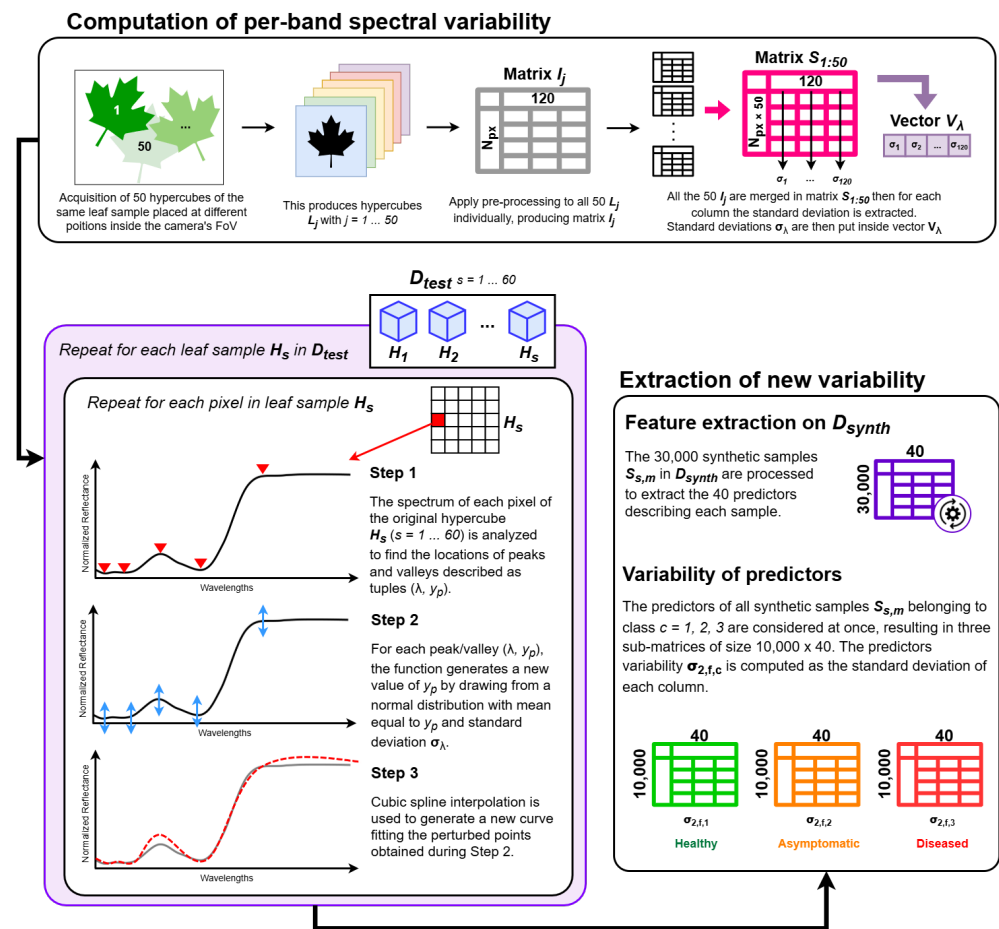 Computation of per-band spectral variability
1
...
50
Acquisition of 50 hypercubes of the
same leaf sample placed at different
poitions inside the camera's FoV
This produces hypercubes
Lj with j = 1 ... 50
Matrix Ij
120
Npx
Apply pre-processing to all 50 Lj
individually, producing matrix Ij
Matrix S1:50
120
Npx × 50
σ1 ... σ120
Vector Vλ
σ1 σ2 ... σ120
All the 50 Ij are merged in matrix S1:50 then for each
column the standard deviation is extracted.
Standard deviations σλ are then put inside vector Vλ
Dtest s = 1 ... 60
...
H1 H2 Hs
Repeat for each leaf sample Hs in Dtest
Repeat for each pixel in leaf sample Hs
Hs
Normalized Reflectance
Wavelengths
Step 1
The spectrum of each pixel of
the original hypercube
Hs (s = 1 ... 60) is analyzed
to find the locations of peaks
and valleys described as
tuples (λ, yp).
Normalized Reflectance
Wavelengths
Step 2
For each peak/valley (λ, yp),
the function generates a new
value of yp by drawing from a
normal distribution with mean
equal to yp and standard
deviation σλ.
Normalized Reflectance
Wavelengths
Step 3
Cubic spline interpolation is
used to generate a new curve
fitting the perturbed points
obtained during Step 2.
Extraction of new variability
Feature extraction on Dsynth
The 30,000 synthetic samples
Ss,m in Dsynth are processed
to extract the 40 predictors
describing each sample.
40
30,000
Variability of predictors
The predictors of all synthetic samples Ss,m belonging to
class c = 1, 2, 3 are considered at once, resulting in three
sub-matrices of size 10,000 x 40. The predictors
variability σ2,f,c is computed as the standard deviation of
each column.
40
10,000
σ2,f,1
Healthy
40
10,000
σ2,f,2
Asymptomatic
40
10,000
σ2,f,3
Diseased